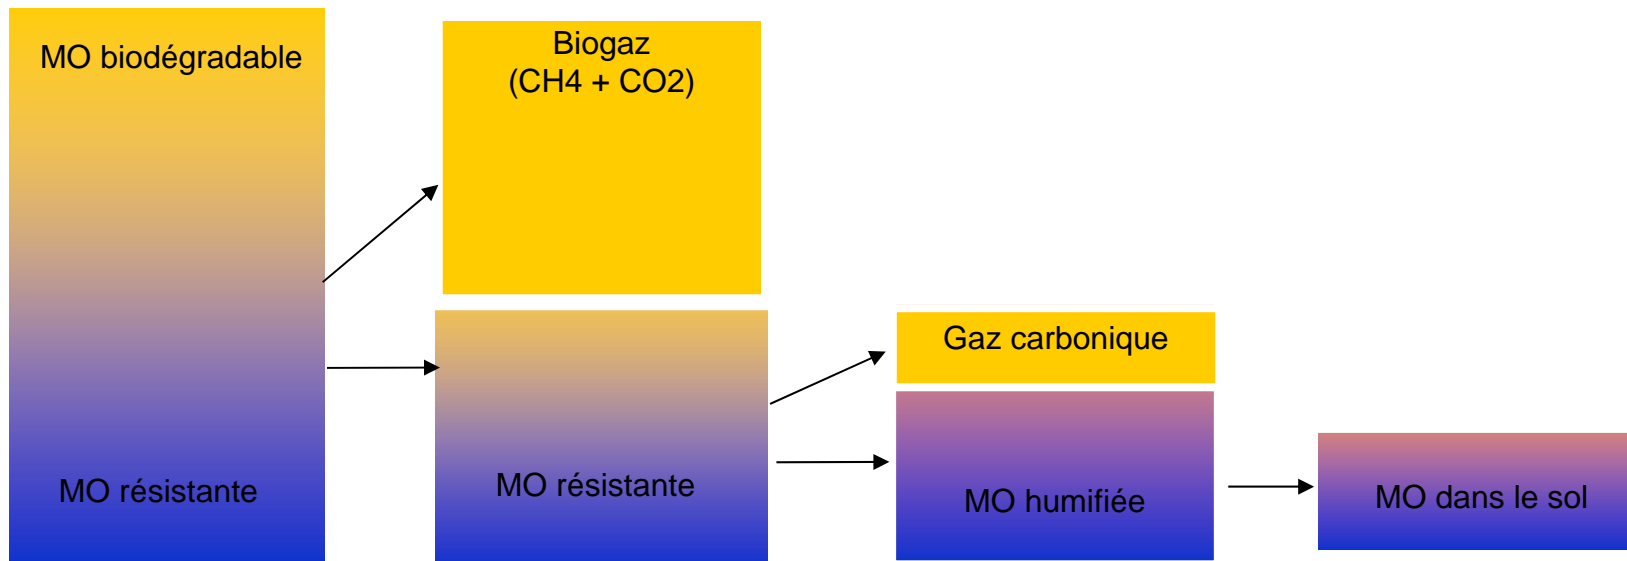 MO biodégradable
MO résistante
Biogaz
(CH4 + CO2)
MO résistante
Gaz carbonique
MO humifiée
MO dans le sol